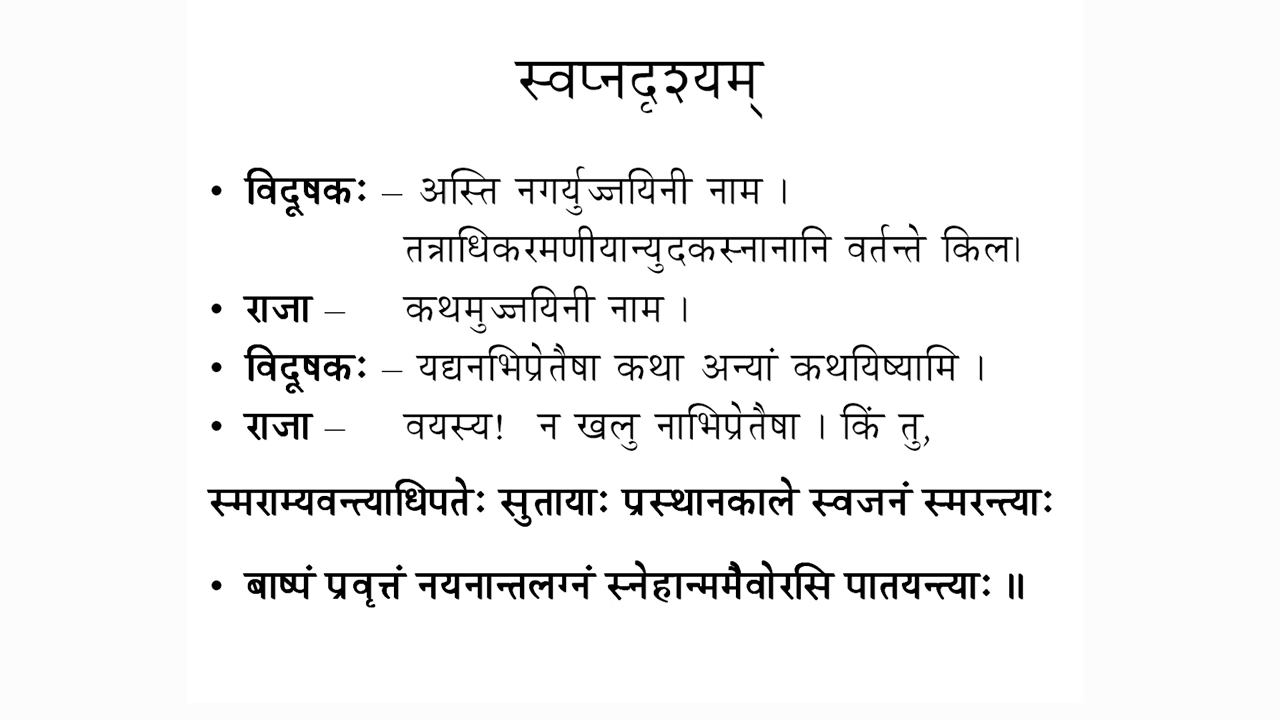 स्वप्नदृश्यम्
• विदूषकः – अस्ति नगर्युज्जयिनी नाम ।
तत्राधिकरमणीयान्युदकस्नानानि वर्तन्ते किल।
• राजा – कथमुज्जयिनी नाम ।
• विदूषकः – यद्यनभिप्रेतैषा कथा अन्यां कथयिष्यामि ।
• राजा – वयस्य! न खलु नाभिप्रेतैषा । किं तु,
स्मराम्यवन्त्याधिपतेः सुतायाः प्रस्थानकाले स्वजनं स्मरन्त्याः
• बाष्पं प्रवृत्तं नयनान्तलग्नं स्नेहान्ममैवोरसि पातयन्त्याः ॥